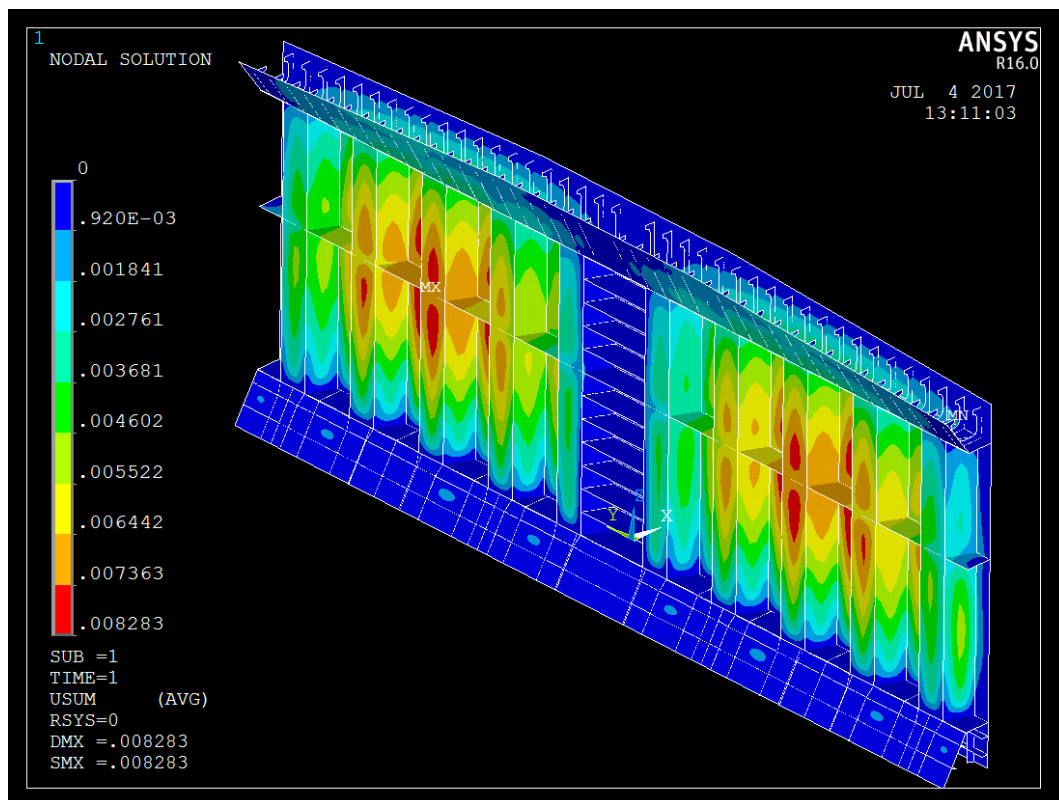 1
NODAL SOLUTION
ANSYS
R16.0
JUL 4 2017
13:11:03
0
.920E-03
.001841
.002761
.003681
.004602
.005522
.006442
.007363
.008283
MX
MN
Z
Y
X
SUB =1
TIME=1
USUM (AVG)
RSYS=0
DMX =.008283
SMX =.008283